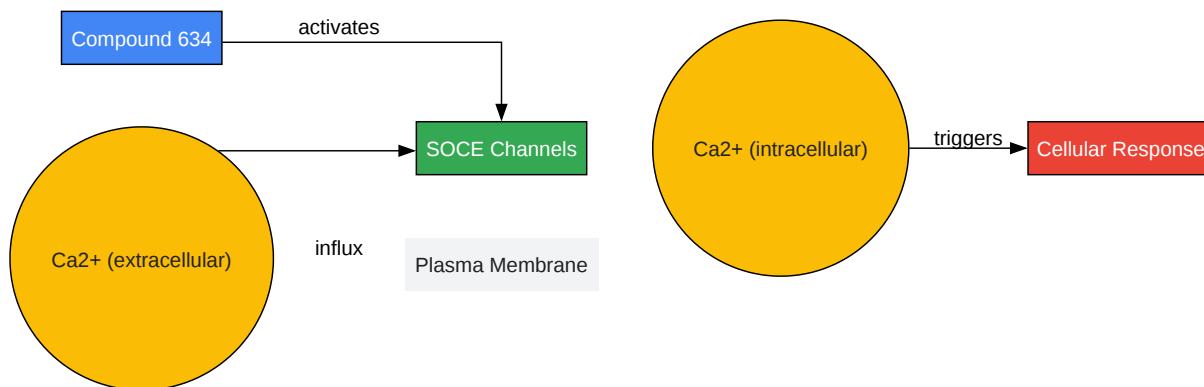 Compound 634
activates
SOCE Channels
Ca2+ (extracellular)
influx
Plasma Membrane
Ca2+ (intracellular)
triggers
Cellular Response